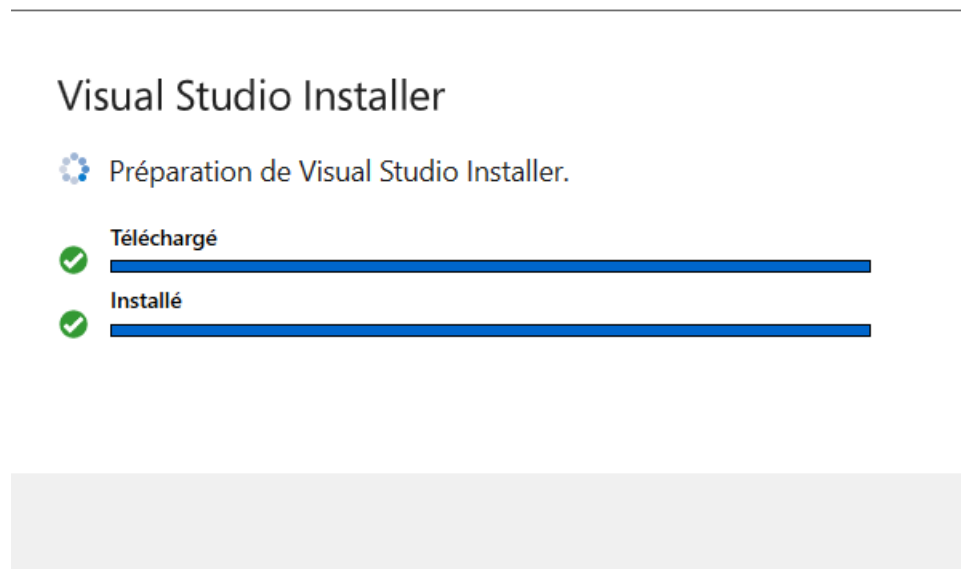 Visual Studio Installer
Préparation de Visual Studio Installer.
Téléchargé
Installé